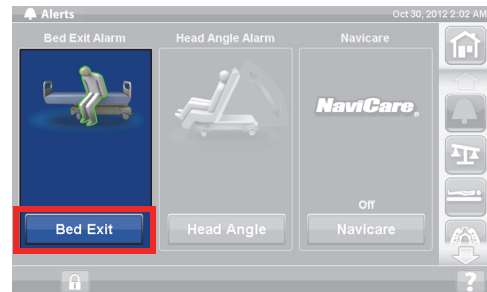 Alerts
Oct 30, 2012 2:02 AM
Bed Exit Alarm
Head Angle Alarm
Navicare
NaviCare®
Off
Bed Exit
Head Angle
Navicare
?